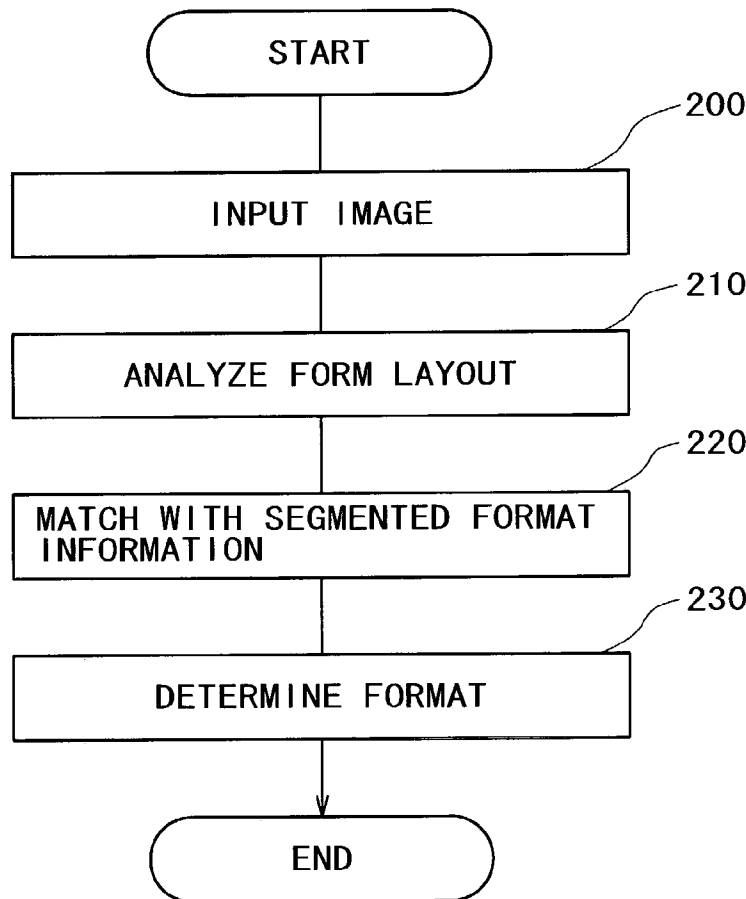 START
200
INPUT IMAGE
210
ANALYZE FORM LAYOUT
220
MATCH WITH SEGMENTED FORMAT
INFORMATION
230
DETERMINE FORMAT
END